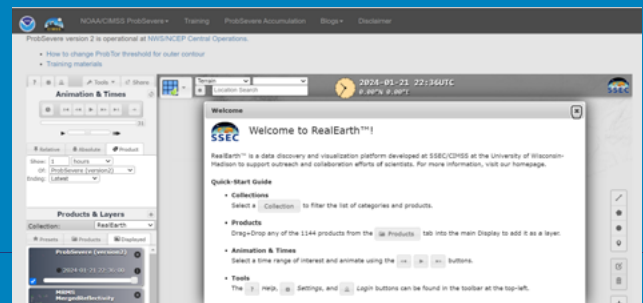 NOAA/CIMSS ProbSevere Training ProbSevere Accumulation Blogs Disclaimer
ProbSevere version 2 is operational at NWS/NCEP Central Operations.
How to change ProbTor threshold for outer contour
Training materials
? Tools Share
Animation & Times
Terrain
Location Search
2024-01-21 22:36UTC
0.00°N 0.00°E
SSEC
Relative Absolute Product
Show: 1 hours
Of: ProbSevere (version2)
Ending: Latest
Products & Layers
Collection: RealEarth
Presets Products Displayed
ProbSevere (version2)
2024-01-21 22:36:00
MRMS
MergedReflectivity
Welcome
SSEC
Welcome to RealEarth™!
RealEarth™ is a data discovery and visualization platform developed at SSEC/CIMSS at the University of Wisconsin-
Madison to support outreach and collaboration efforts of scientists. For more information, visit our homepage.
Quick-Start Guide
Collections
Select a Collection to filter the list of categories and products.
Products
Drag+Drop any of the 1144 products from the Products tab into the main Display to add it as a layer.
Animation & Times
Select a time range of interest and animate using the buttons.
Tools
The ? Help, Settings, and Login buttons can be found in the toolbar at the top-left.